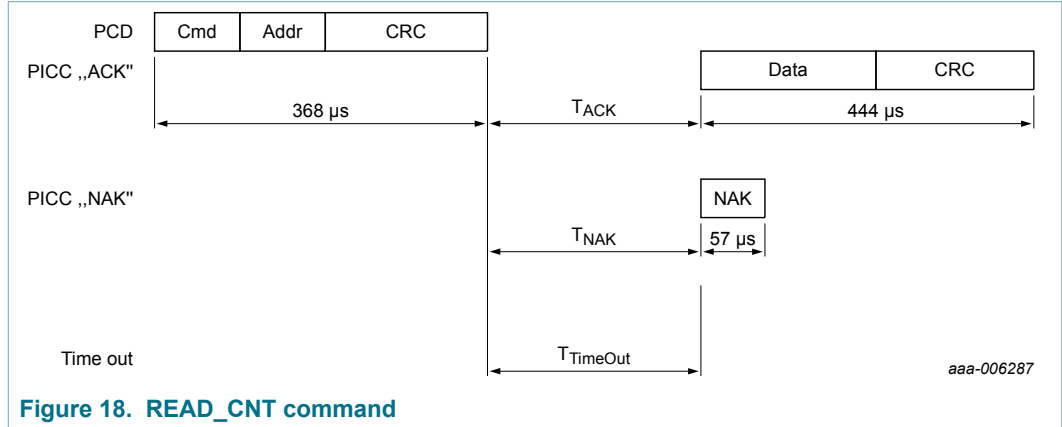 PCD Cmd Addr CRC
PICC ,,ACK" Data CRC
368 µs TACK 444 µs
PICC ,,NAK" NAK
TNAK 57 µs
Time out TTimeOut aaa-006287
Figure 18. READ_CNT command